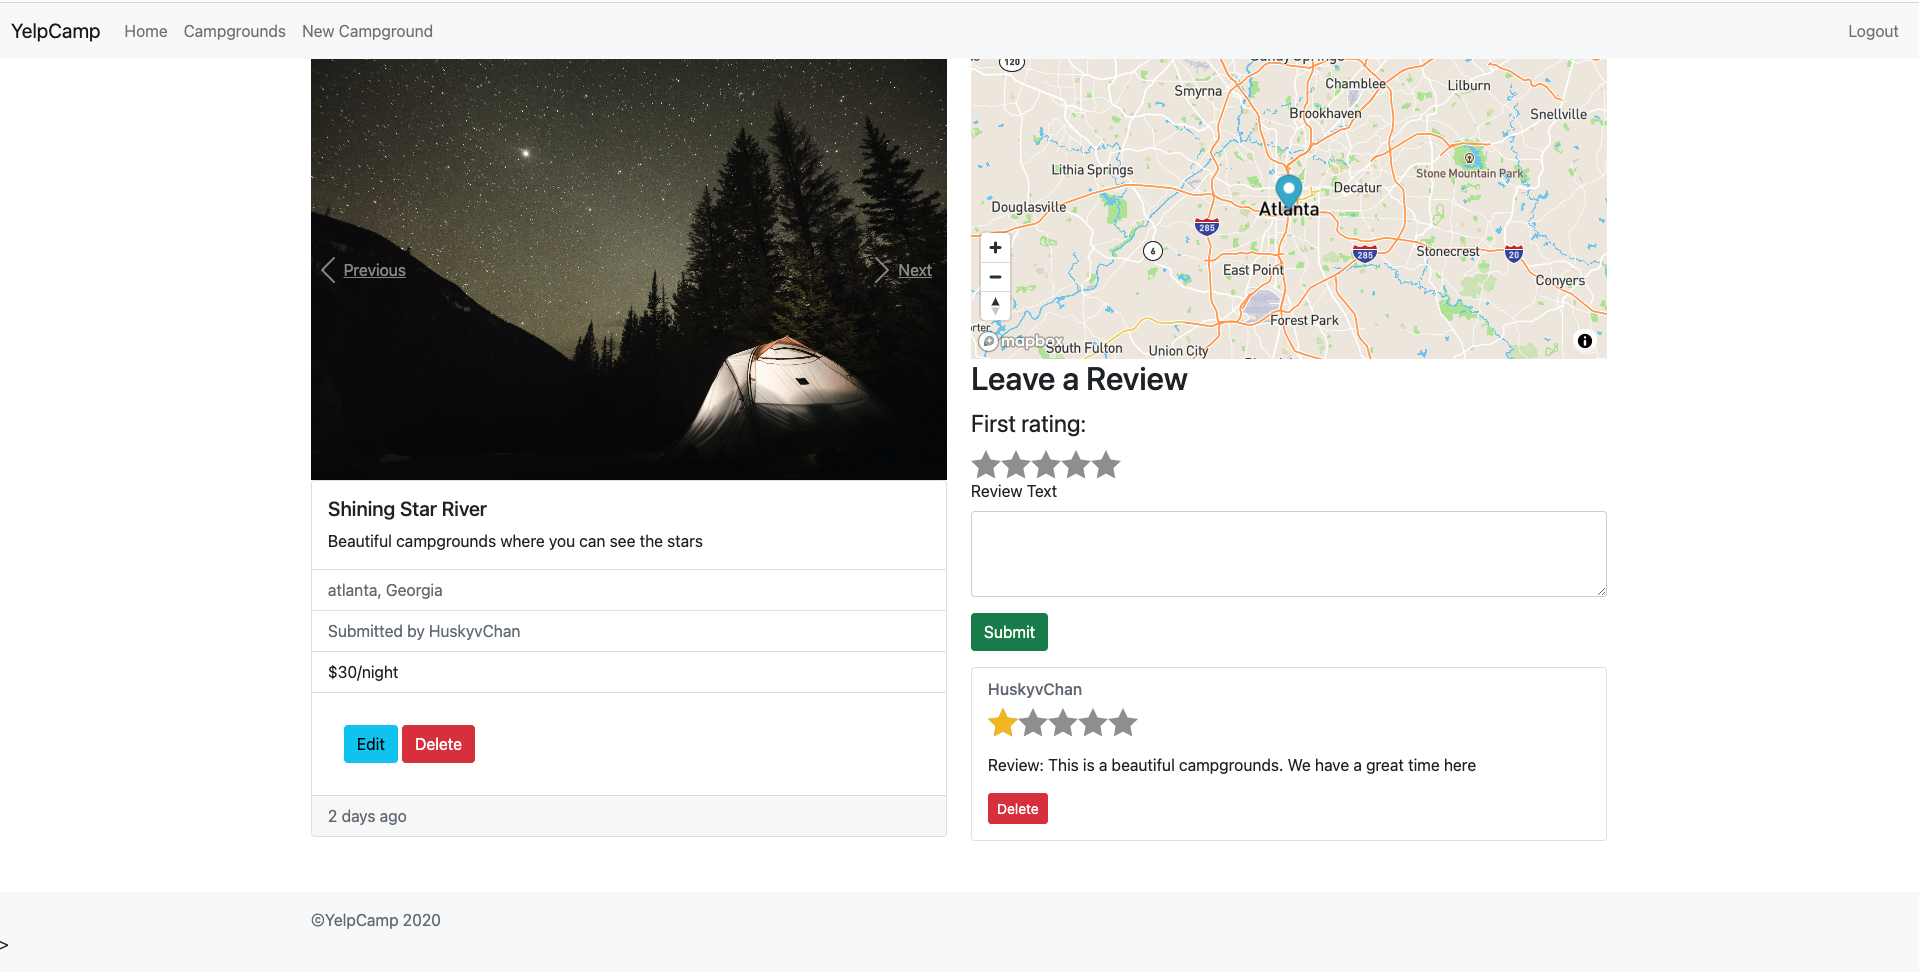 YelpCamp Home Campgrounds New Campground Logout
Previous
Next
Shining Star River
Beautiful campgrounds where you can see the stars
atlanta, Georgia
Submitted by HuskyvChan
$30/night
Edit Delete
2 days ago
120
Smyrna
Chamblee
Lilburn
Brookhaven
Snellville
Lithia Springs
Stone Mountain Park
Decatur
Douglasville
Atlanta
285
6
285
Stonecrest
20
East Point
Conyers
Forest Park
mapbox
South Fulton
Union City
Leave a Review
First rating:
Review Text
Submit
HuskyvChan
Review: This is a beautiful campgrounds. We have a great time here
Delete
©YelpCamp 2020
>